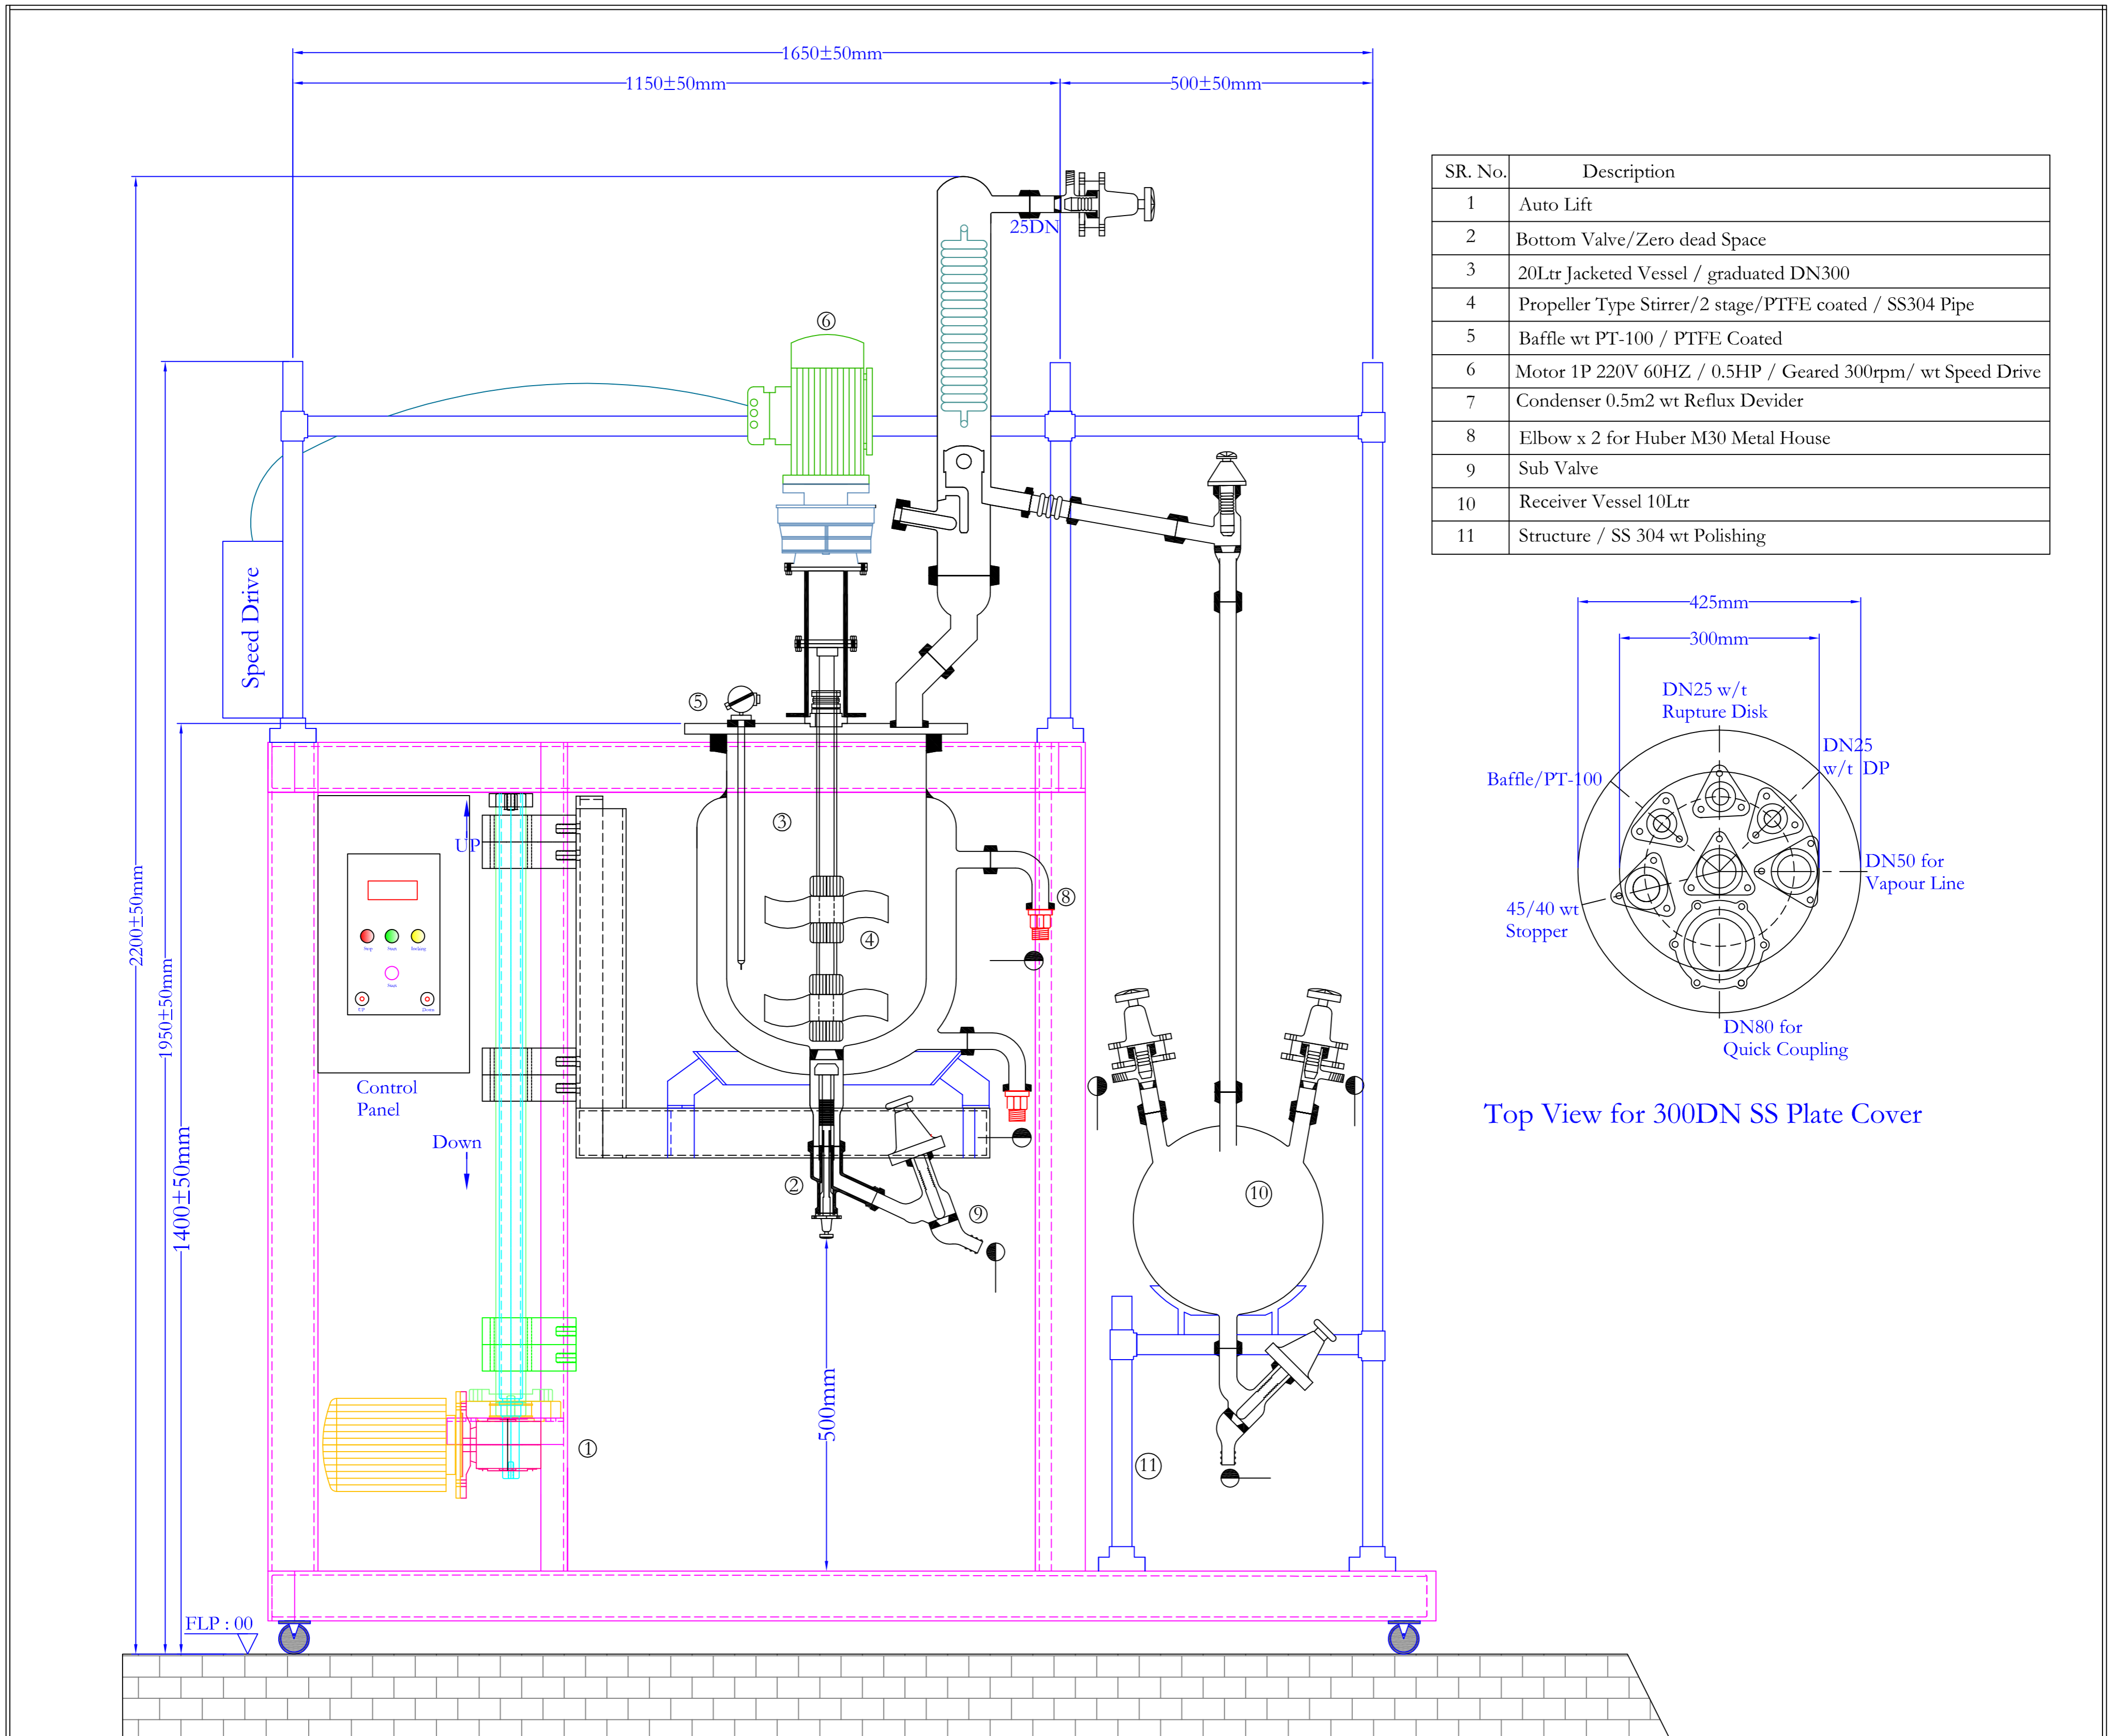 1650±50mm
1150±50mm
500±50mm
25DN
⑥
Speed Drive
⑤
③
UP
⑧
④
2200±50mm
1950±50mm
1400±50mm
Stop
Start
UP
Down
Control
Panel
Down
②
⑨
⑩
500mm
①
⑪
FLP : 00
SR. No. Description
1 Auto Lift
2 Bottom Valve/Zero dead Space
3 20Ltr Jacketed Vessel / graduated DN300
4 Propeller Type Stirrer/2 stage/PTFE coated / SS304 Pipe
5 Baffle wt PT-100 / PTFE Coated
6 Motor 1P 220V 60HZ / 0.5HP / Geared 300rpm/ wt Speed Drive
7 Condenser 0.5m2 wt Reflux Devider
8 Elbow x 2 for Huber M30 Metal House
9 Sub Valve
10 Receiver Vessel 10Ltr
11 Structure / SS 304 wt Polishing
425mm
300mm
DN25 w/t
Rupture Disk
DN25
w/t DP
Baffle/PT-100
DN50 for
Vapour Line
45/40 wt
Stopper
DN80 for
Quick Coupling
Top View for 300DN SS Plate Cover